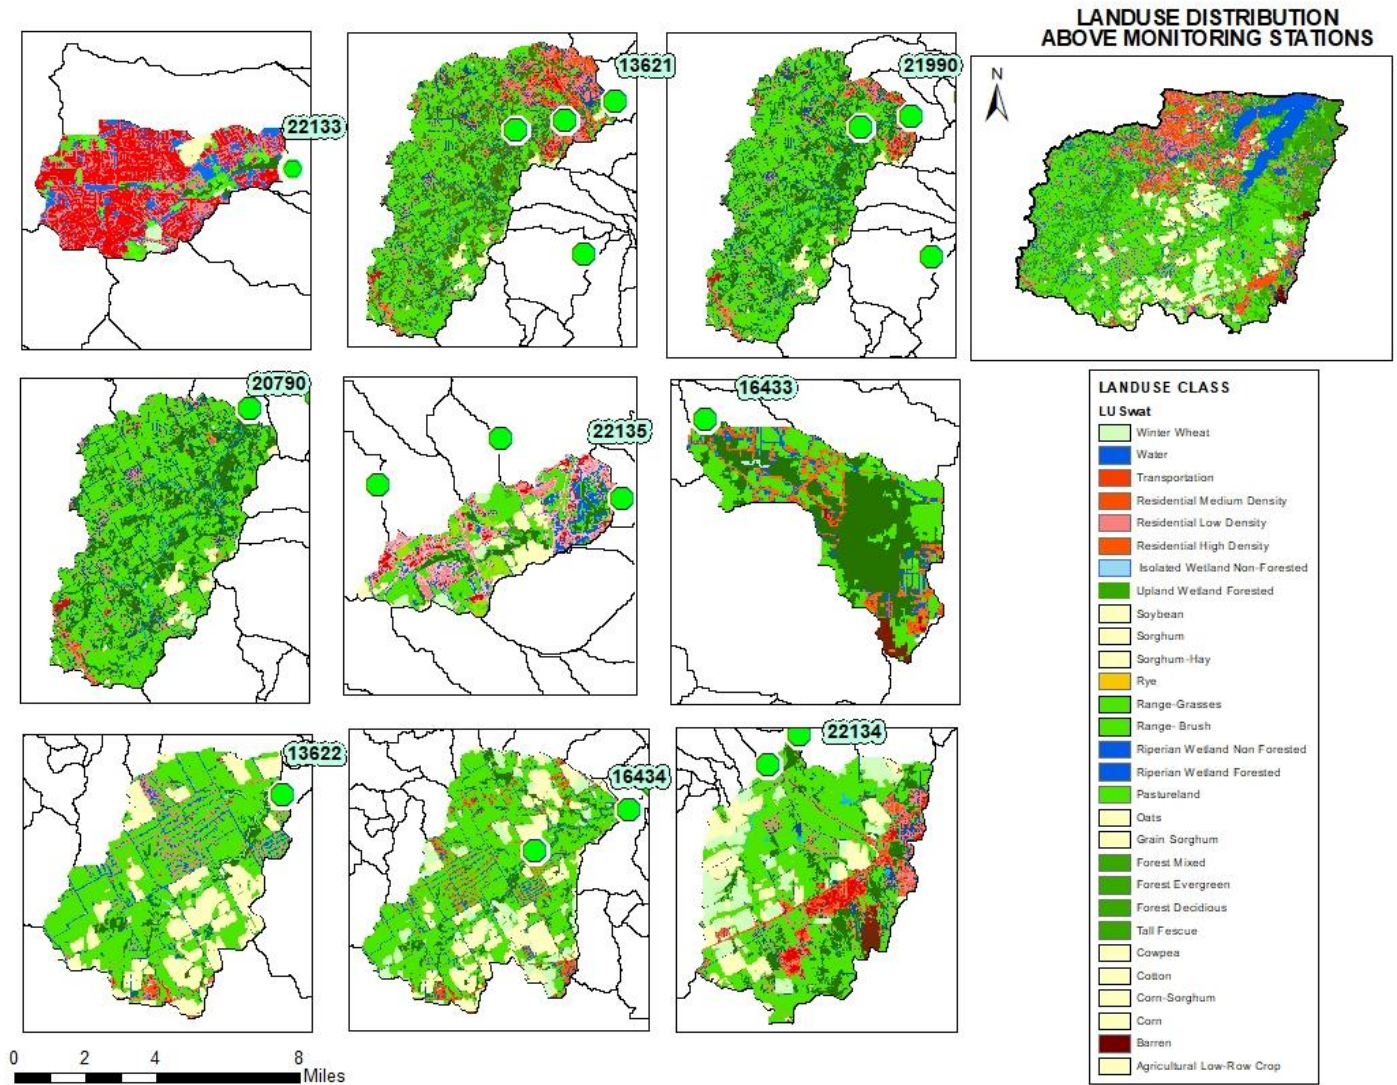 LANDUSE DISTRIBUTION
ABOVE MONITORING STATIONS
22133
13621
21990
N
20790
22135
16433
13622
16434
22134
LANDUSE CLASS
LU Swat
Winter Wheat
Water
Transportation
Residential Medium Density
Residential Low Density
Residential High Density
Isolated Wetland Non-Forested
Upland Wetland Forested
Soybean
Sorghum
Sorghum-Hay
Rye
Range-Grasses
Range- Brush
Riperian Wetland Non Forested
Riperian Wetland Forested
Pastureland
Oats
Grain Sorghum
Forest Mixed
Forest Evergreen
Forest Decidious
Tall Fescue
Cowpea
Cotton
Corn-Sorghum
Corn
Barren
Agricultural Low-Row Crop
0 2 4 8
Miles